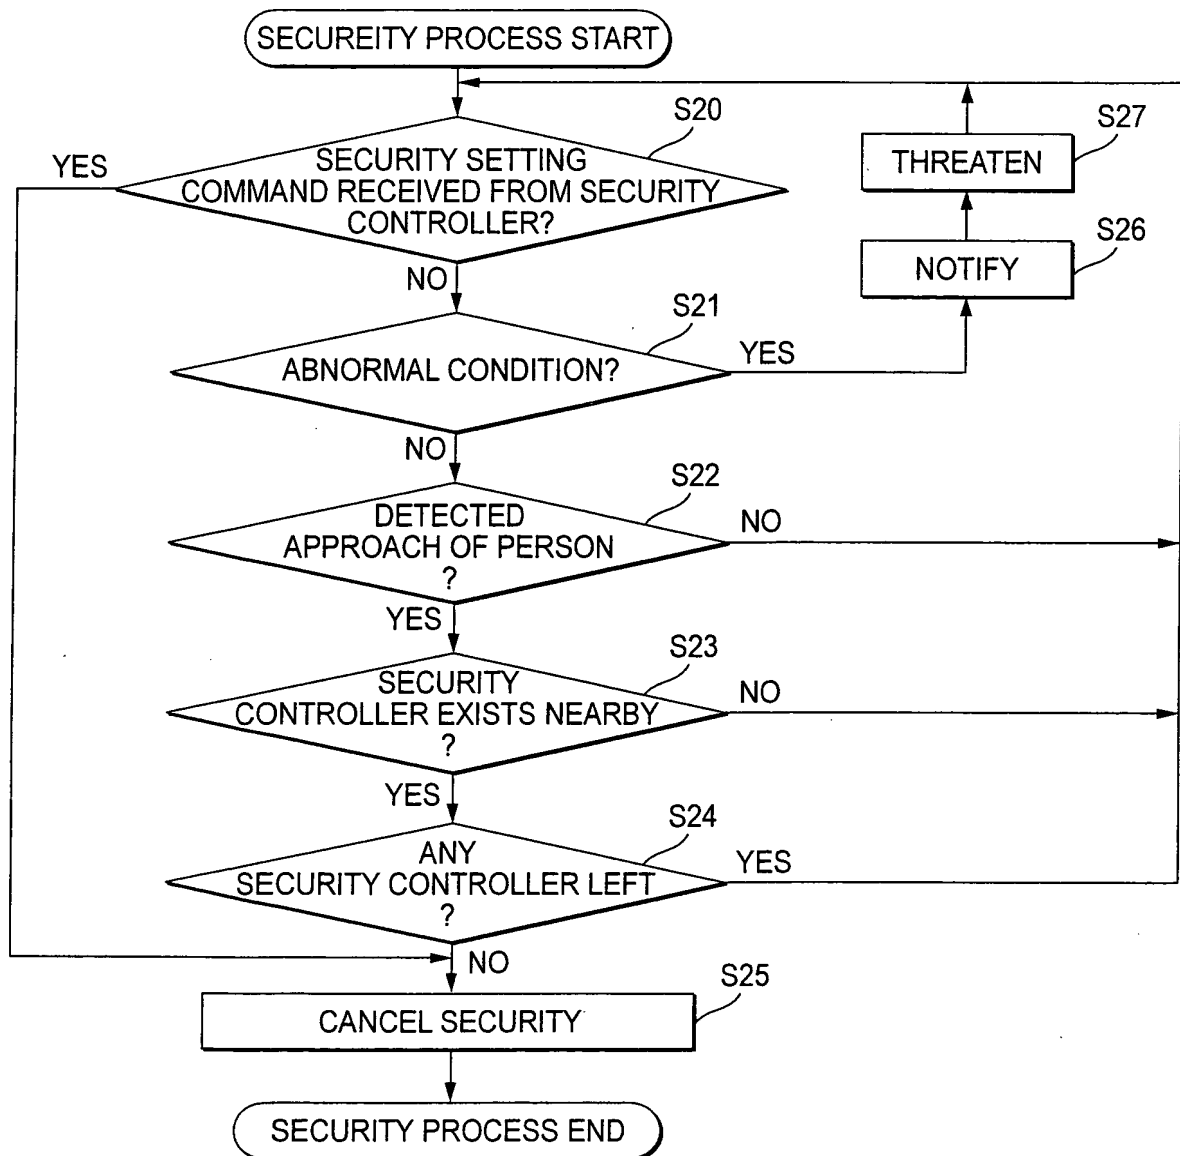 SECUREITY PROCESS START
S20
YES
SECURITY SETTING
COMMAND RECEIVED FROM SECURITY
CONTROLLER?
NO
S27
THREATEN
S26
NOTIFY
S21
ABNORMAL CONDITION?
YES
NO
S22
DETECTED
APPROACH OF PERSON
?
NO
YES
S23
SECURITY
CONTROLLER EXISTS NEARBY
?
NO
YES
S24
ANY
SECURITY CONTROLLER LEFT
?
YES
NO
S25
CANCEL SECURITY
SECURITY PROCESS END